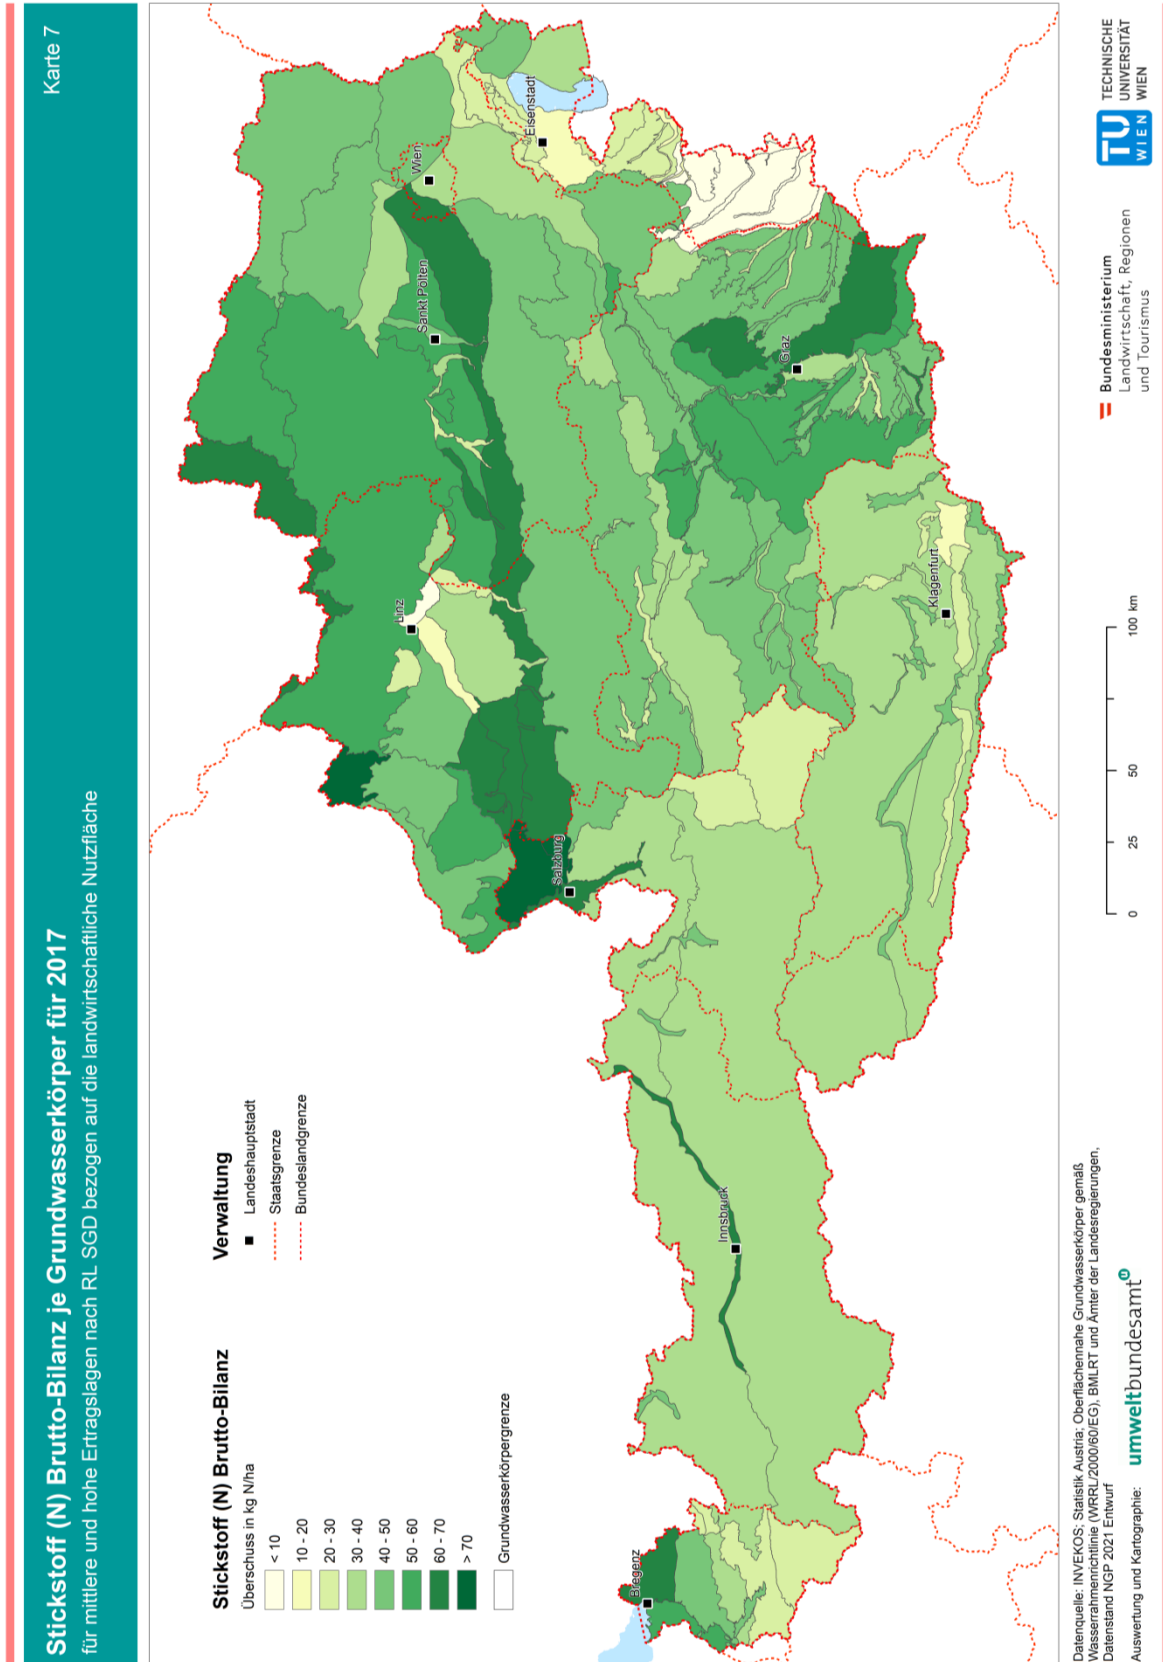 Stickstoff (N) Brutto-Bilanz je Grundwasserkörper für 2017
für mittlere und hohe Ertragslagen nach RL SGD bezogen auf die landwirtschaftliche Nutzfläche
Karte 7
Stickstoff (N) Brutto-Bilanz
Überschuss in kg N/ha
< 10
10 - 20
20 - 30
30 - 40
40 - 50
50 - 60
60 - 70
> 70
Grundwasserkörpergrenze
Verwaltung
Landeshauptstadt
Staatsgrenze
Bundeslandgrenze
Bregenz
Innsbruck
Salzburg
Linz
Sankt Pölten
Wien
Eisenstadt
Graz
Klagenfurt
0
25
50
100 km
Datenquelle: INVEKOS; Statistik Austria; Oberflächennahe Grundwasserkörper gemäß
Wasserrahmenrichtlinie (WRRL/2000/60/EG), BMLRT und Ämter der Landesregierungen,
Datenstand NGP 2021 Entwurf
Auswertung und Kartographie:
umweltbundesamt
Bundesministerium
Landwirtschaft, Regionen
und Tourismus
TU
WIEN
TECHNISCHE
UNIVERSITÄT
WIEN